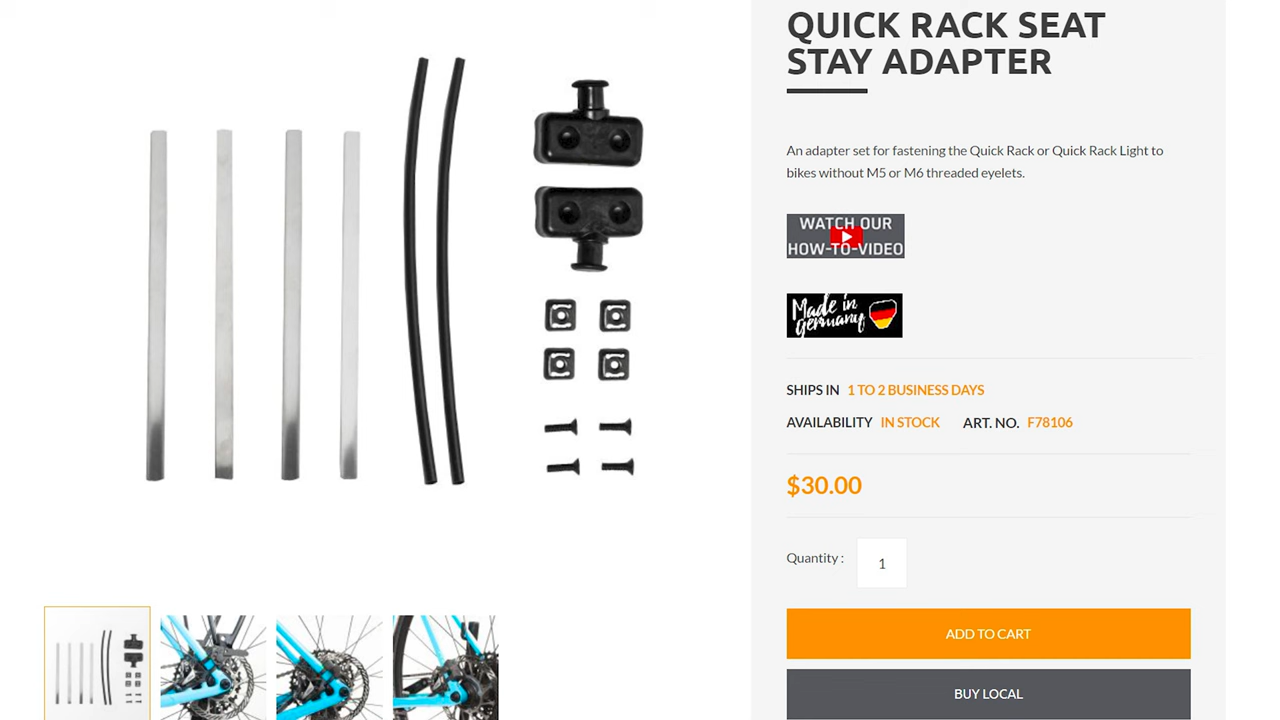 QUICK RACK SEAT
STAY ADAPTER
An adapter set for fastening the Quick Rack or Quick Rack Light to
bikes without M5 or M6 threaded eyelets.
WATCH OUR
HOW-TO-VIDEO
Made in
Germany
SHIPS IN 1 TO 2 BUSINESS DAYS
AVAILABILITY IN STOCK ART. NO. F78106
$30.00
Quantity : 1
ADD TO CART
BUY LOCAL